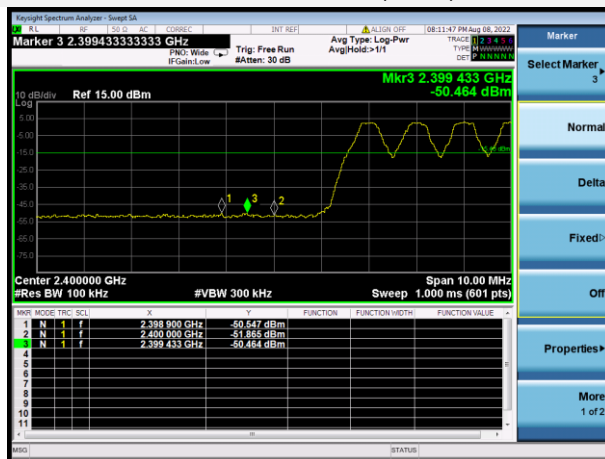 Keysight Spectrum Analyzer - Swept SA
RL RF 50 Ω AC CORREC INT REF ALIGN OFF 08:11:47 PM Aug 08, 2022
Marker 3 2.399433333333 GHz
PNO: Wide
IFGain:Low
Trig: Free Run
#Atten: 30 dB
Avg Type: Log-Pwr
Avg|Hold:>1/1
TRACE 1 2 3 4 5
TYPE M WWWWW
DET P N N N N N
Mkr3 2.399 433 GHz
-50.464 dBm
10 dB/div Ref 15.00 dBm
Log
5.00
-5.00
-15.0
-25.0
-35.0
-45.0
-55.0
-65.0
-75.0
1
3
2
Center 2.400000 GHz
Span 10.00 MHz
#Res BW 100 kHz #VBW 300 kHz Sweep 1.000 ms (601 pts)
MKR MODE TRC SCL X Y FUNCTION FUNCTION WIDTH FUNCTION VALUE
1 N 1 f 2.398 900 GHz -50.547 dBm
2 N 1 f 2.400 000 GHz -51.865 dBm
3 N 1 f 2.399 433 GHz -50.464 dBm
4
5
6
7
8
9
10
11
MSG STATUS
Marker
Select Marker
3
Normal
Delta
Fixed
Off
Properties
More
1 of 2